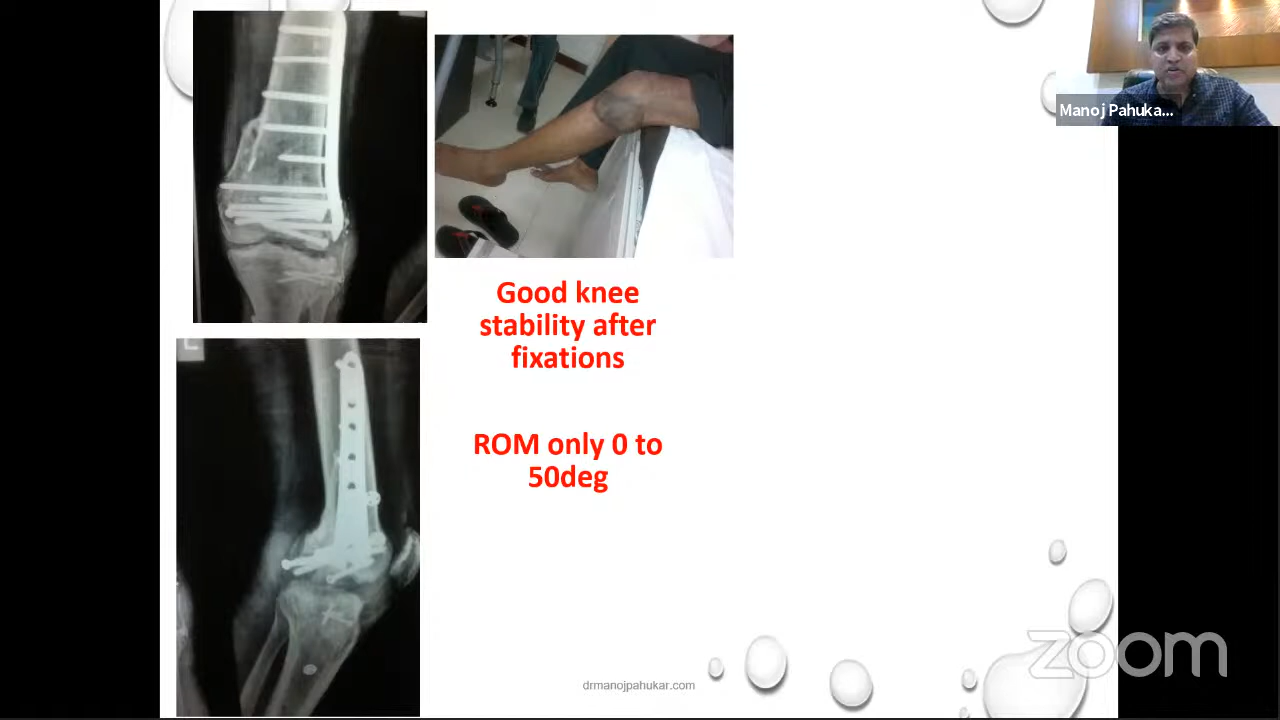 Manoj Pahuka...
Good knee
stability after
fixations
ROM only 0 to
50deg
drmanojpahukar.com
zoom